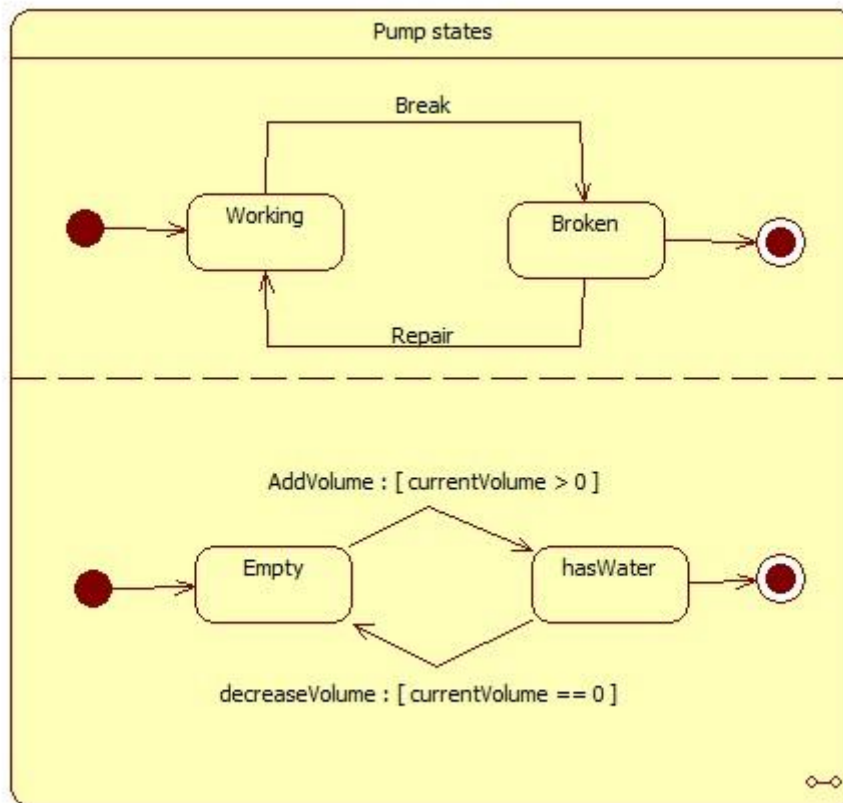 Pump states
Break
Working
Broken
Repair
AddVolume : [ currentVolume > 0 ]
Empty
hasWater
decreaseVolume : [ currentVolume == 0 ]